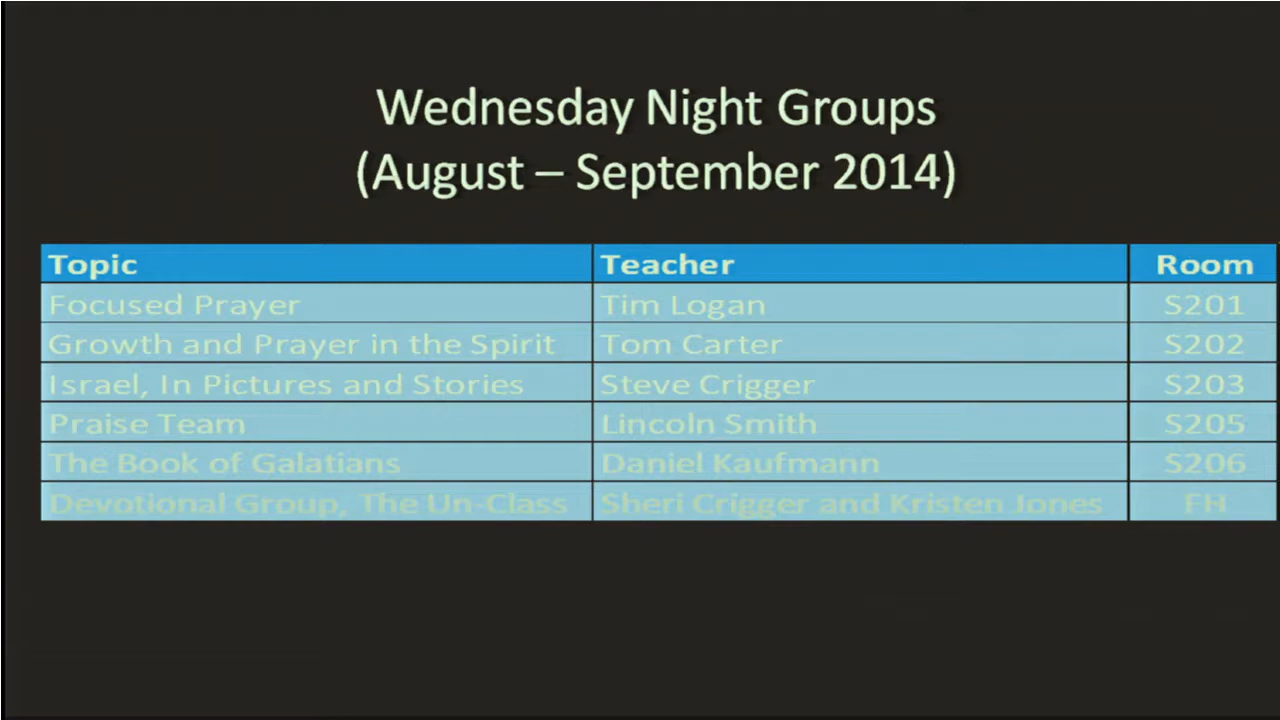 Wednesday Night Groups
(August – September 2014)
Topic Teacher Room
Focused Prayer Tim Logan S201
Growth and Prayer in the Spirit Tom Carter S202
Israel, In Pictures and Stories Steve Crigger S203
Praise Team Lincoln Smith S205
The Book of Galatians Daniel Kaufmann S206
Devotional Group, The Un-Class Sheri Crigger and Kristen Jones FH